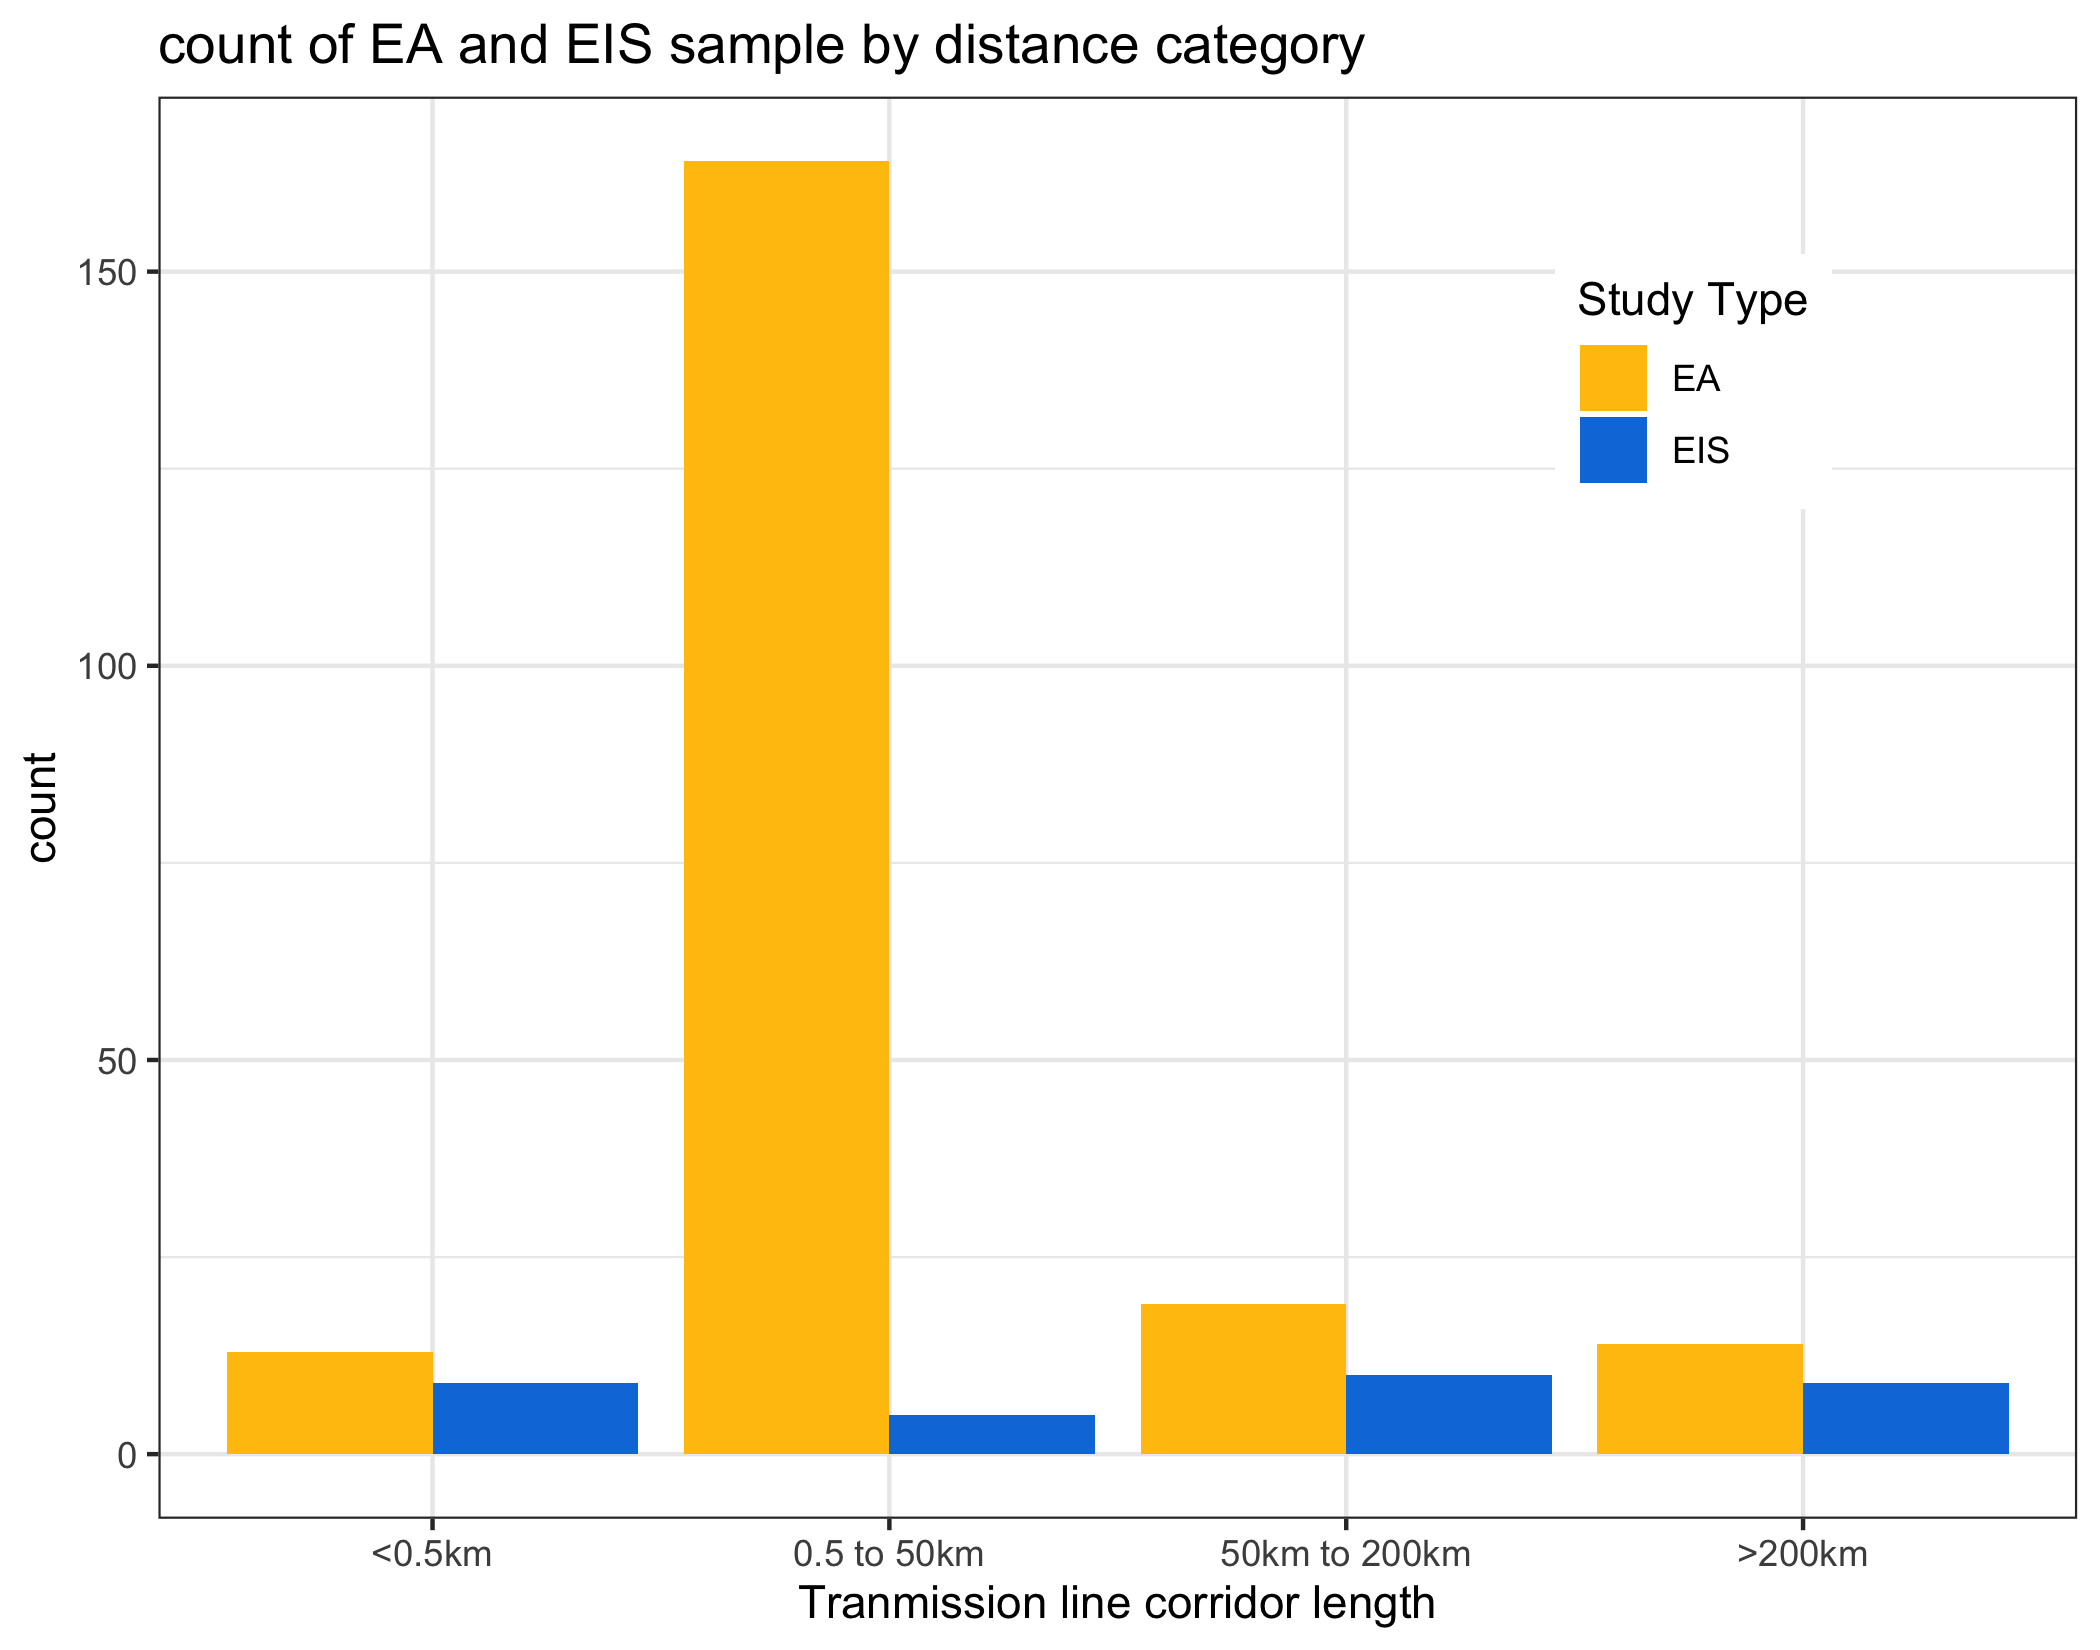 count of EA and EIS sample by distance category
150
100
50
0
count
Study Type
EA
EIS
<0.5km
0.5 to 50km
50km to 200km
>200km
Tranmission line corridor length